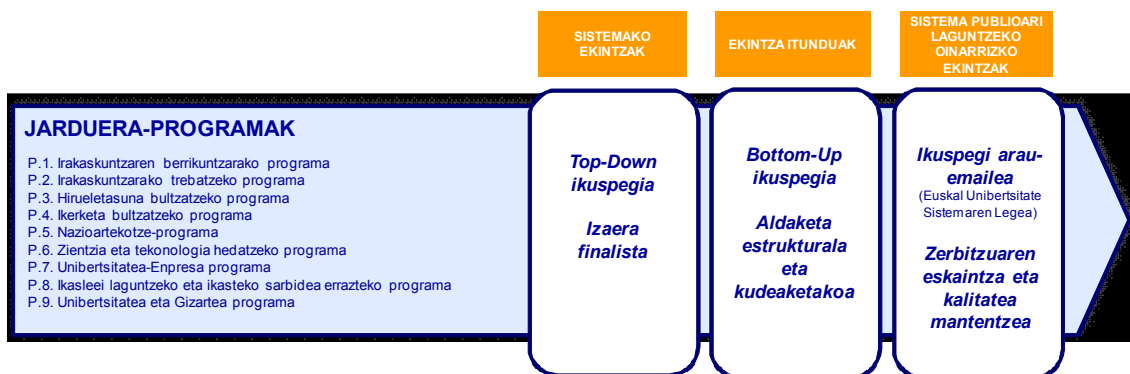 SISTEMAKO
EKINTZAK
EKINTZA ITUNDUAK
SISTEMA PUBLIOARI
LAGUNTZEKO
OINARRIZKO
EKINTZAK
JARDUERA-PROGRAMAK
P.1. Irakaskuntzaren berrikuntzarako programa
P.2. Irakaskuntzarako trebatzeko programa
P.3. Hirueletasuna bultzatzeko programa
P.4. Ikerketa bultzatzeko programa
P.5. Nazioartekotze-programa
P.6. Zientzia eta tekonologia hedatzeko programa
P.7. Unibertsitatea-Enpresa programa
P.8. Ikasleei laguntzeko eta ikasteko sarbidea errazteko programa
P.9. Unibertsitatea eta Gizartea programa
Top-Down
ikuspegia
Izaera
finalista
Bottom-Up
ikuspegia
Aldaketa
estrukturala
eta
kudeaketakoa
Ikuspegi arau-
emailea
(Euskal Unibertsitate
Sistemaren Legea)
Zerbitzuaren
eskaintza eta
kalitatea
mantentzea